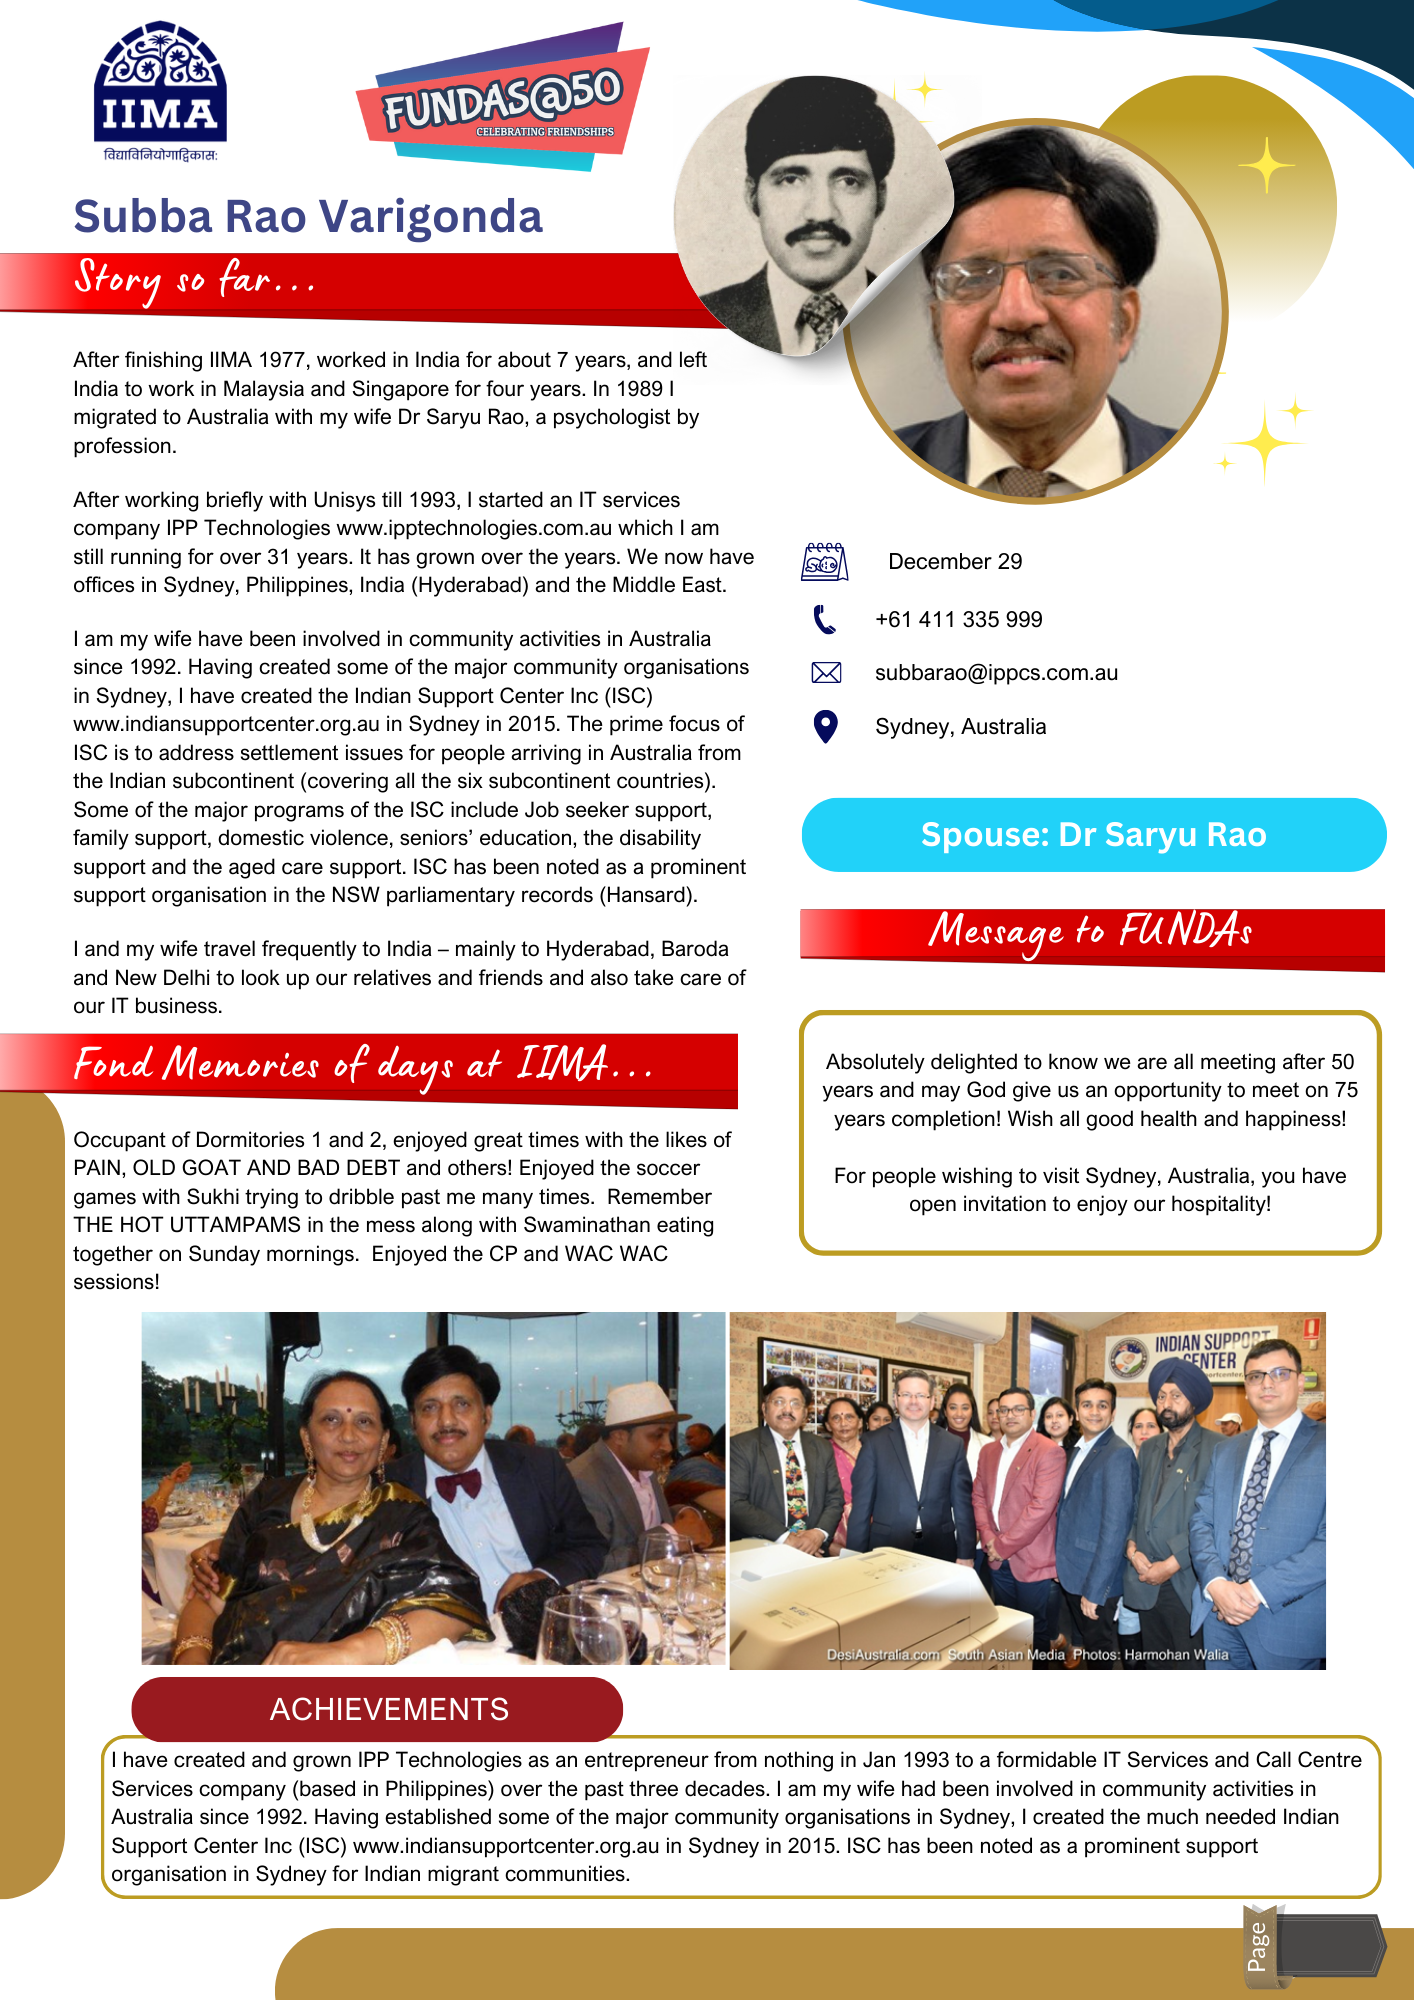 IIMA
विद्याविनियोगाद्विकास:
FUNDAS@50
CELEBRATING FRIENDSHIPS
Subba Rao Varigonda
Story so far...
After finishing IIMA 1977, worked in India for about 7 years, and left
India to work in Malaysia and Singapore for four years. In 1989 I
migrated to Australia with my wife Dr Saryu Rao, a psychologist by
profession.
After working briefly with Unisys till 1993, I started an IT services
company IPP Technologies www.ipptechnologies.com.au which I am
still running for over 31 years. It has grown over the years. We now have
offices in Sydney, Philippines, India (Hyderabad) and the Middle East.
I am my wife have been involved in community activities in Australia
since 1992. Having created some of the major community organisations
in Sydney, I have created the Indian Support Center Inc (ISC)
www.indiansupportcenter.org.au in Sydney in 2015. The prime focus of
ISC is to address settlement issues for people arriving in Australia from
the Indian subcontinent (covering all the six subcontinent countries).
Some of the major programs of the ISC include Job seeker support,
family support, domestic violence, seniors’ education, the disability
support and the aged care support. ISC has been noted as a prominent
support organisation in the NSW parliamentary records (Hansard).
I and my wife travel frequently to India – mainly to Hyderabad, Baroda
and New Delhi to look up our relatives and friends and also take care of
our IT business.
December 29
+61 411 335 999
subbarao@ippcs.com.au
Sydney, Australia
Spouse: Dr Saryu Rao
Message to FUNDAs
Absolutely delighted to know we are all meeting after 50
years and may God give us an opportunity to meet on 75
years completion! Wish all good health and happiness!
For people wishing to visit Sydney, Australia, you have
open invitation to enjoy our hospitality!
Fond Memories of days at IIMA...
Occupant of Dormitories 1 and 2, enjoyed great times with the likes of
PAIN, OLD GOAT AND BAD DEBT and others! Enjoyed the soccer
games with Sukhi trying to dribble past me many times. Remember
THE HOT UTTAMPAMS in the mess along with Swaminathan eating
together on Sunday mornings. Enjoyed the CP and WAC WAC
sessions!
INDIAN SUPPORT
CENTER
DesiAustralia.com South Asian Media Photos: Harmohan Walia
ACHIEVEMENTS
I have created and grown IPP Technologies as an entrepreneur from nothing in Jan 1993 to a formidable IT Services and Call Centre
Services company (based in Philippines) over the past three decades. I am my wife had been involved in community activities in
Australia since 1992. Having established some of the major community organisations in Sydney, I created the much needed Indian
Support Center Inc (ISC) www.indiansupportcenter.org.au in Sydney in 2015. ISC has been noted as a prominent support
organisation in Sydney for Indian migrant communities.
Page